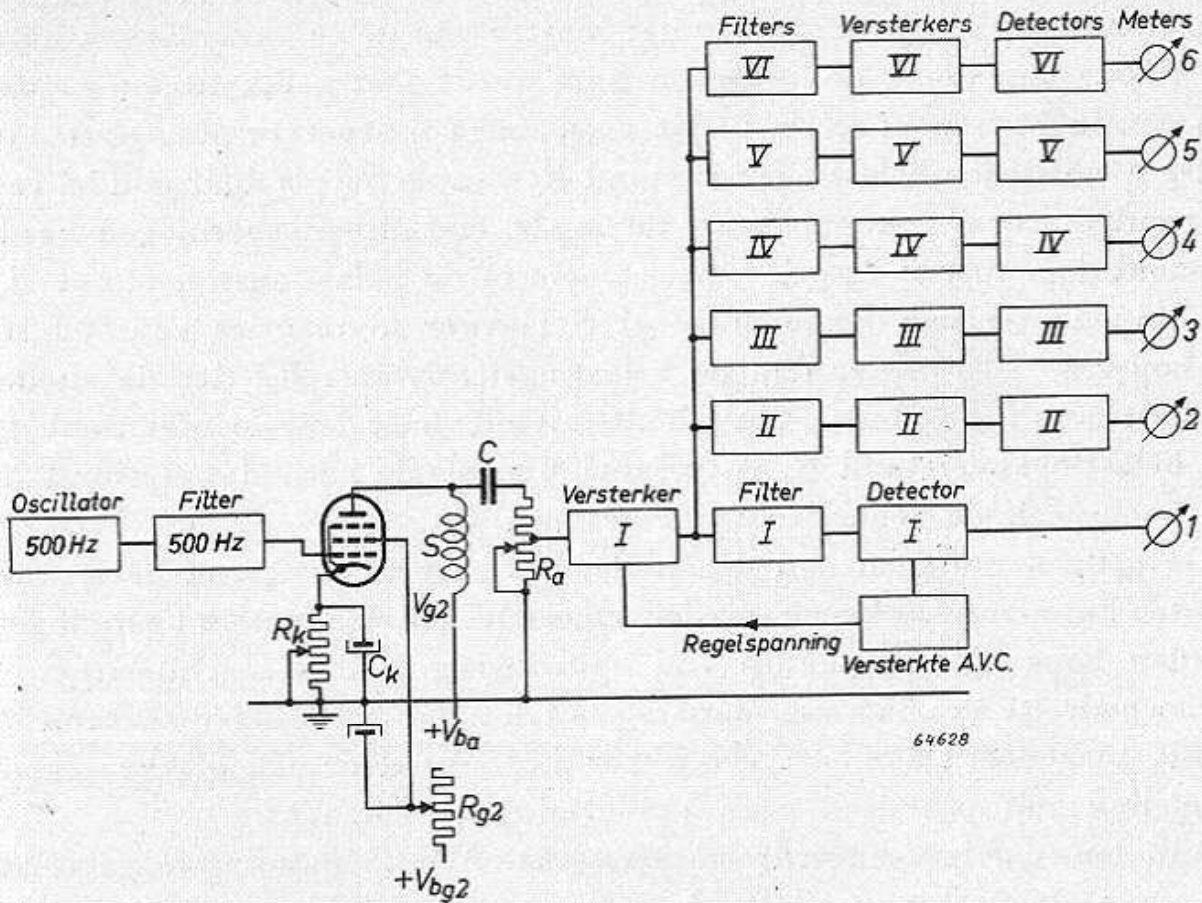 Filters Versterkers Detectors Meters
VI VI VI 6
V V V 5
IV IV IV 4
III III III 3
II II II 2
Oscillator Filter C Versterker Filter Detector
500 Hz 500 Hz I I I 1
S Ra
Vg2
Rk Ck Regelspanning Versterkte A.V.C.
+Vba
64628
Rg2
+Vbg2